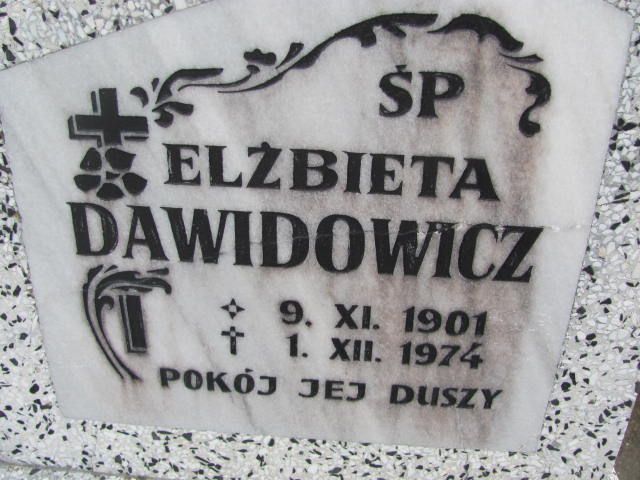 ŚP
ELŻBIETA
DAWIDOWICZ
9. XI. 1901
1. XII. 1974
POKÓJ JEJ DUSZY